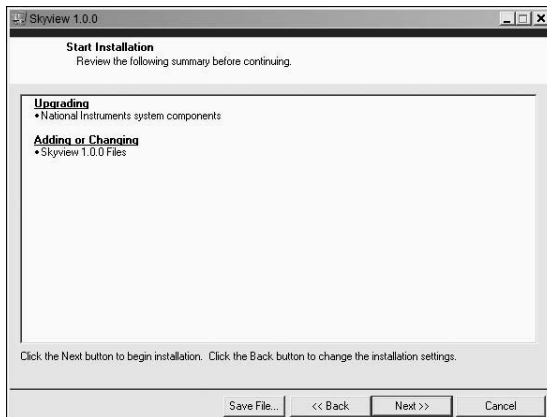 Skyview 1.0.0
Start Installation
Review the following summary before continuing.
Upgrading
• National Instruments system components
Adding or Changing
• Skyview 1.0.0 Files
Click the Next button to begin installation.  Click the Back button to change the installation settings.
Save File...
<< Back
Next >>
Cancel